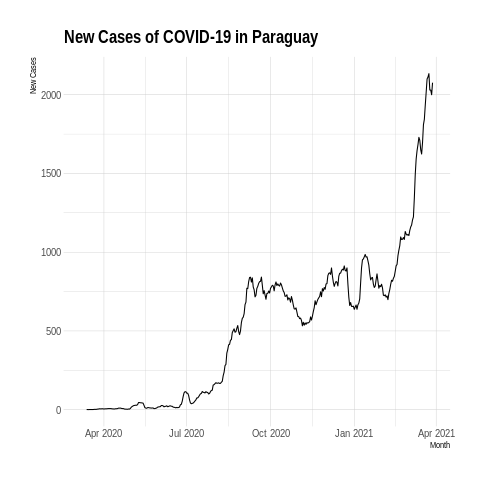 New Cases of COVID-19 in Paraguay
New Cases
2000
1500
1000
500
0
Apr 2020 Jul 2020 Oct 2020 Jan 2021 Apr 2021
Month